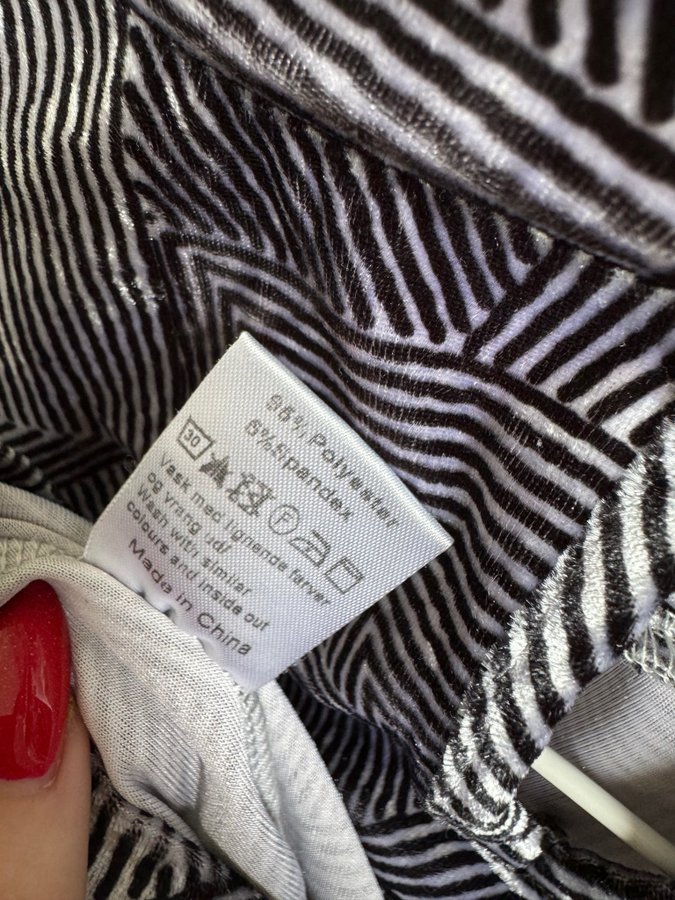 95% Polyester
5%Spandex
30 F
Vask med lignende farver
og vrang ud/
Wash with similar
colours and inside out
Made in China